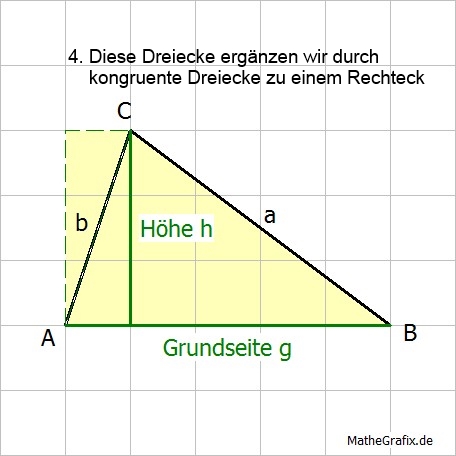 4. Diese Dreiecke ergänzen wir durch
kongruente Dreiecke zu einem Rechteck
C
b
a
Höhe h
A
B
Grundseite g
MatheGrafix.de